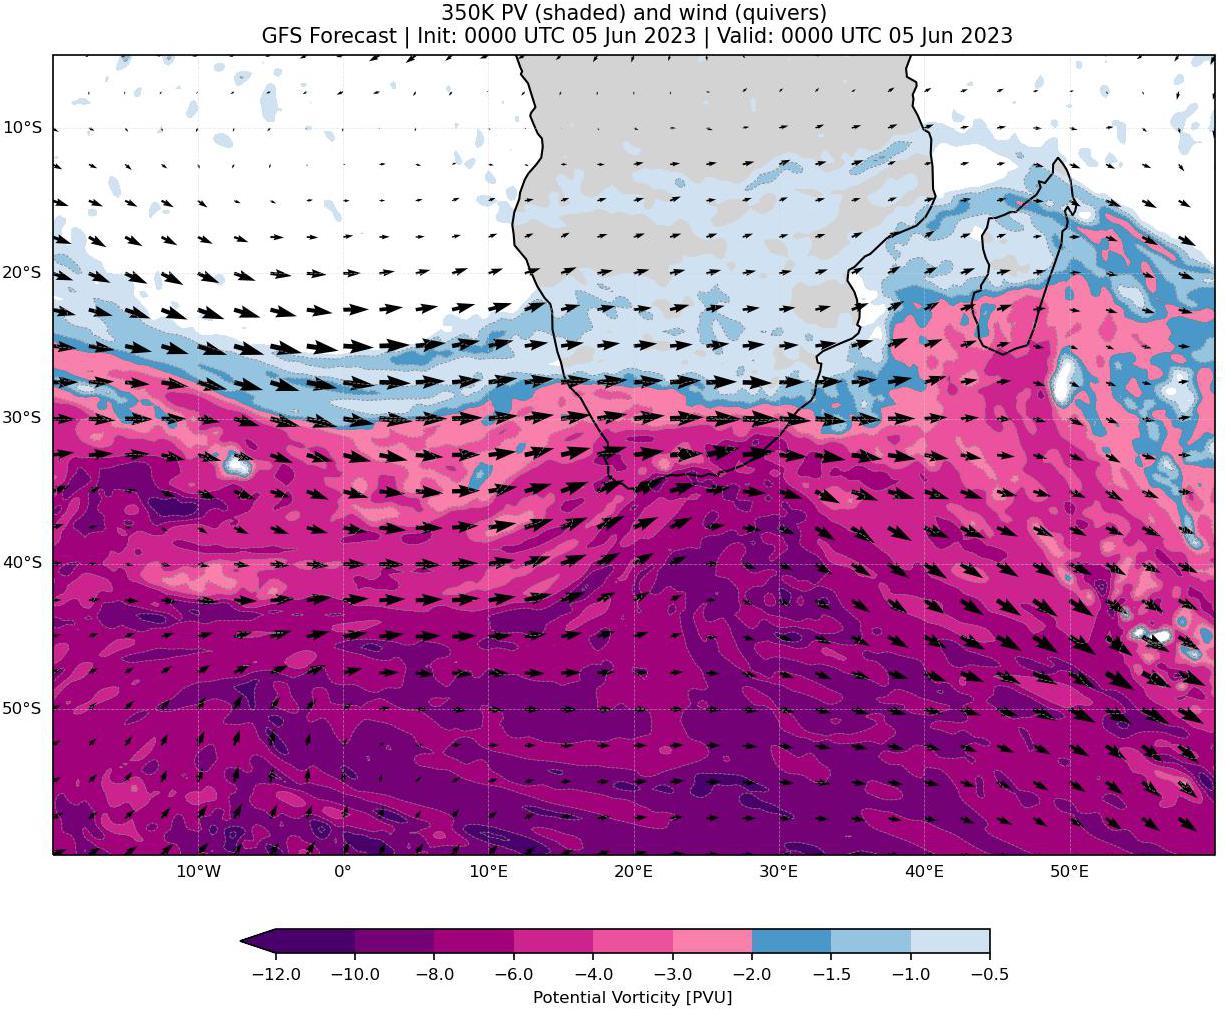 350K PV (shaded) and wind (quivers)
GFS Forecast | Init: 0000 UTC 05 Jun 2023 | Valid: 0000 UTC 05 Jun 2023
10°S
20°S
30°S
40°S
50°S
10°W 0° 10°E 20°E 30°E 40°E 50°E
−12.0 −10.0 −8.0 −6.0 −4.0 −3.0 −2.0 −1.5 −1.0 −0.5
Potential Vorticity [PVU]